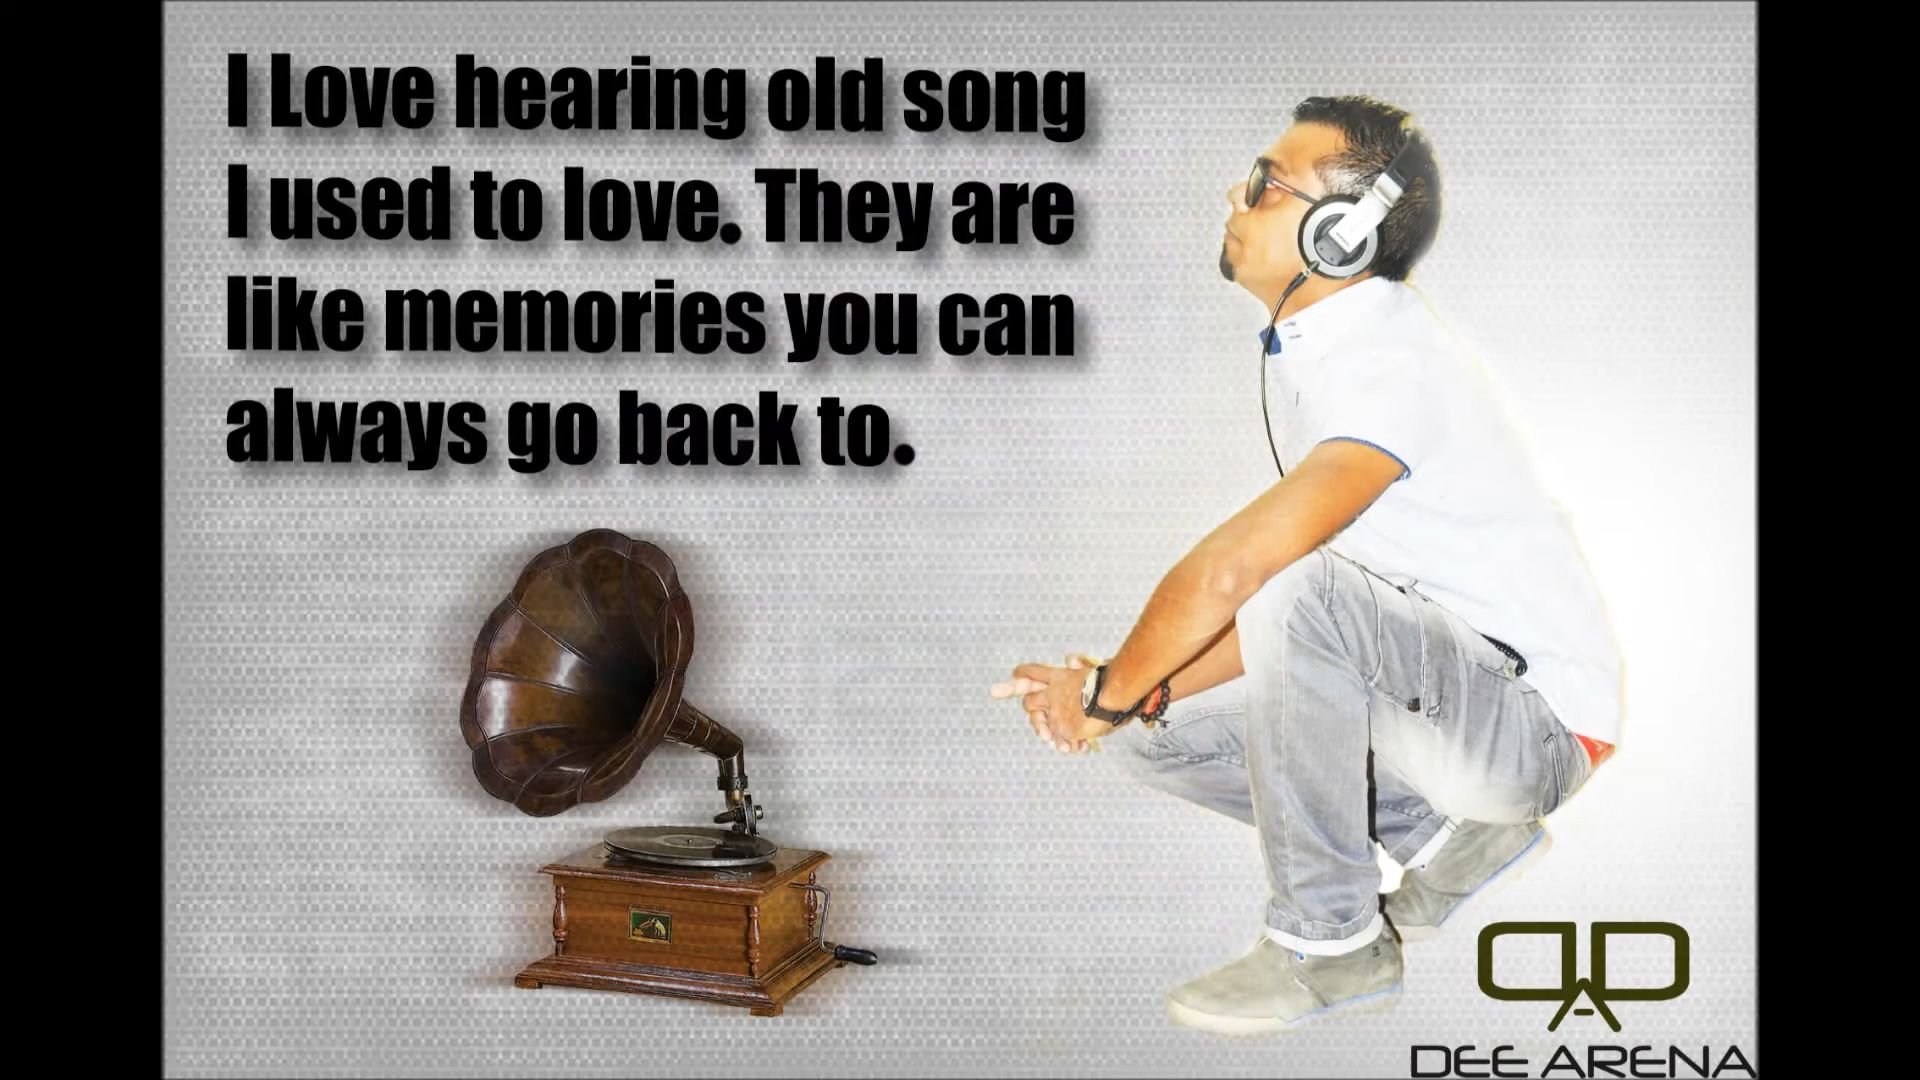 I Love hearing old song
I used to love. They are
like memories you can
always go back to.
DEE ARENA